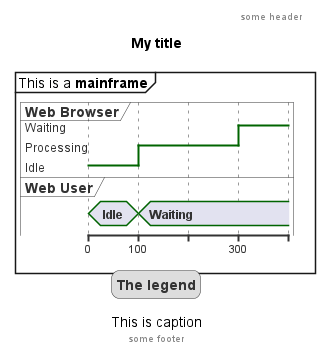 some header
My title
This is a mainframe
Web Browser
Waiting
Processing
Idle
Web User
Idle Waiting
0 100 300
The legend
This is caption
some footer